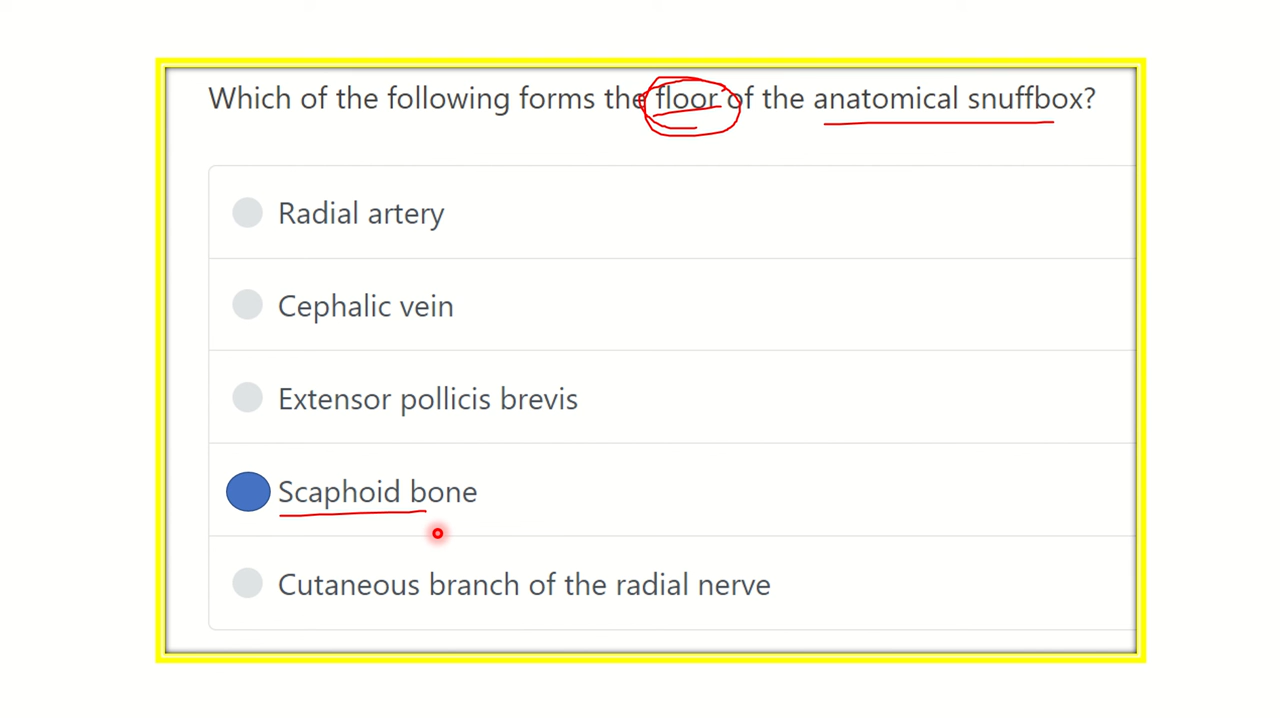 Which of the following forms the floor of the anatomical snuffbox?
Radial artery
Cephalic vein
Extensor pollicis brevis
Scaphoid bone
Cutaneous branch of the radial nerve